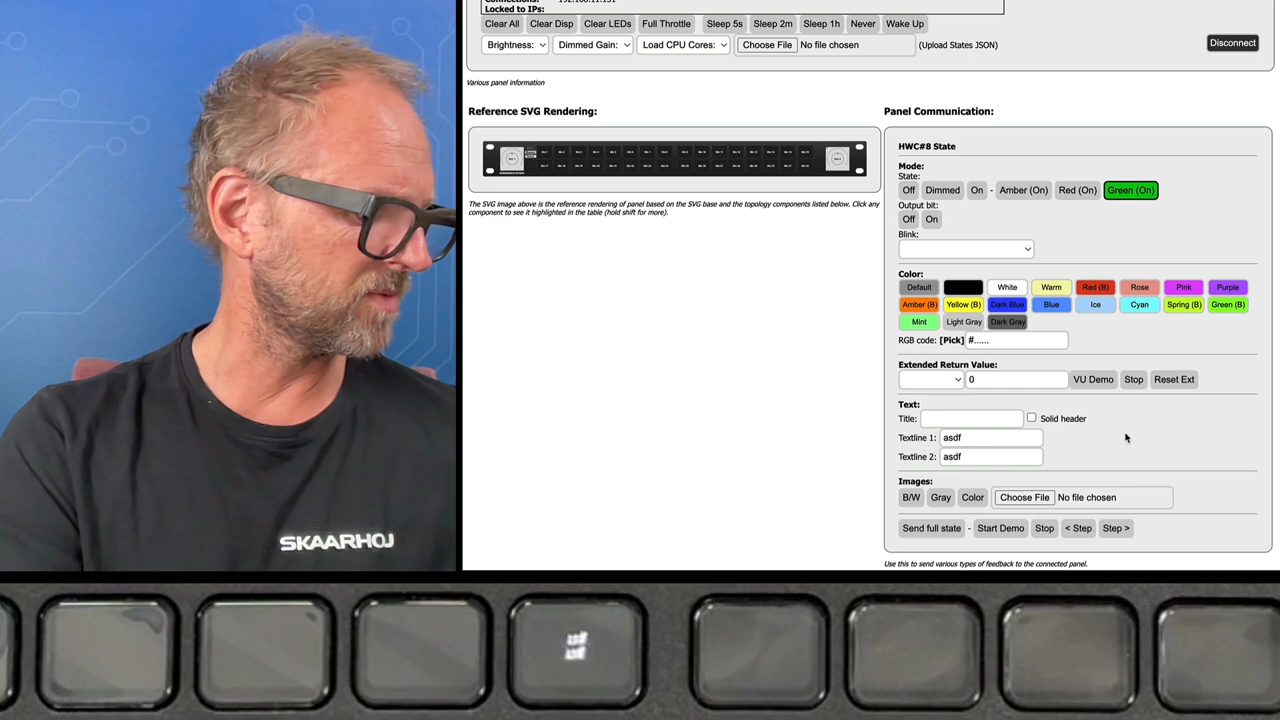 Locked to IPs:
Clear All Clear Disp Clear LEDs Full Throttle Sleep 5s Sleep 2m Sleep 1h Never Wake Up
Brightness: Dimmed Gain: Load CPU Cores: Choose File No file chosen (Upload States JSON) Disconnect
Various panel information
Reference SVG Rendering:
The SVG image above is the reference rendering of panel based on the SVG base and the topology components listed below. Click any
component to see it highlighted in the table (hold shift for more).
Panel Communication:
HWC#8 State
Mode:
State:
Off Dimmed On - Amber (On) Red (On) Green (On)
Output bit:
Off On
Blink:
Color:
Default White Warm Red (B) Rose Pink Purple
Amber (B) Yellow (B) Dark Blue Blue Ice Cyan Spring (B) Green (B)
Mint Light Gray Dark Gray
RGB code: [Pick] #......
Extended Return Value:
0 VU Demo Stop Reset Ext
Text:
Title: Solid header
Textline 1: asdf
Textline 2: asdf
Images:
B/W Gray Color Choose File No file chosen
Send full state - Start Demo Stop < Step Step >
Use this to send various types of feedback to the connected panel.
SKAARHOJ